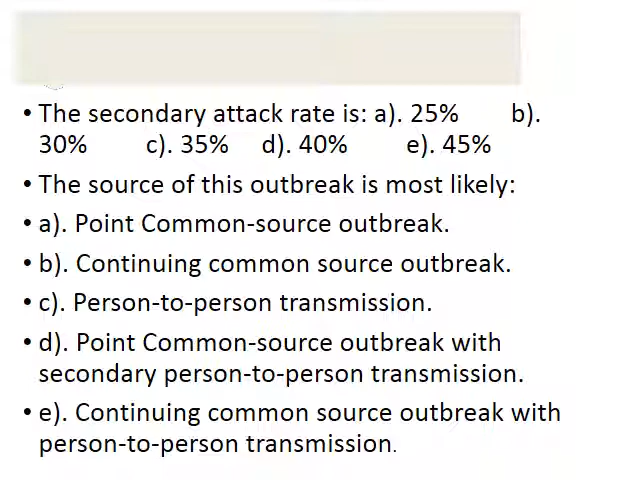 • The secondary attack rate is: a). 25% b).
30% c). 35% d). 40% e). 45%
• The source of this outbreak is most likely:
• a). Point Common-source outbreak.
• b). Continuing common source outbreak.
• c). Person-to-person transmission.
• d). Point Common-source outbreak with
secondary person-to-person transmission.
• e). Continuing common source outbreak with
person-to-person transmission.